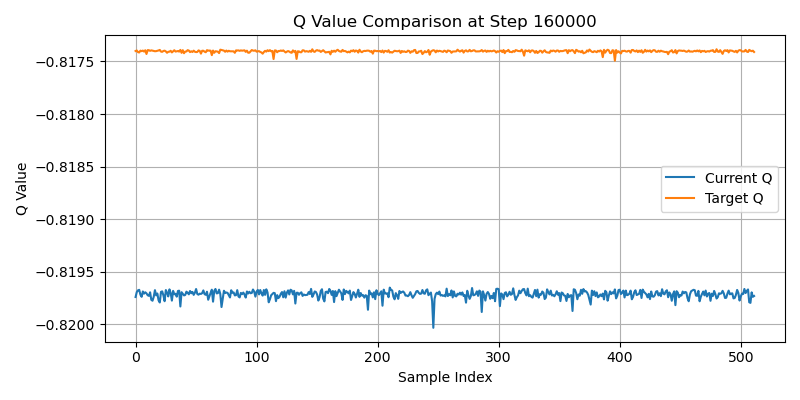 Q Value Comparison at Step 160000
−0.8175
−0.8180
−0.8185
−0.8190
−0.8195
−0.8200
Q Value
Current Q
Target Q
0
100
200
300
400
500
Sample Index